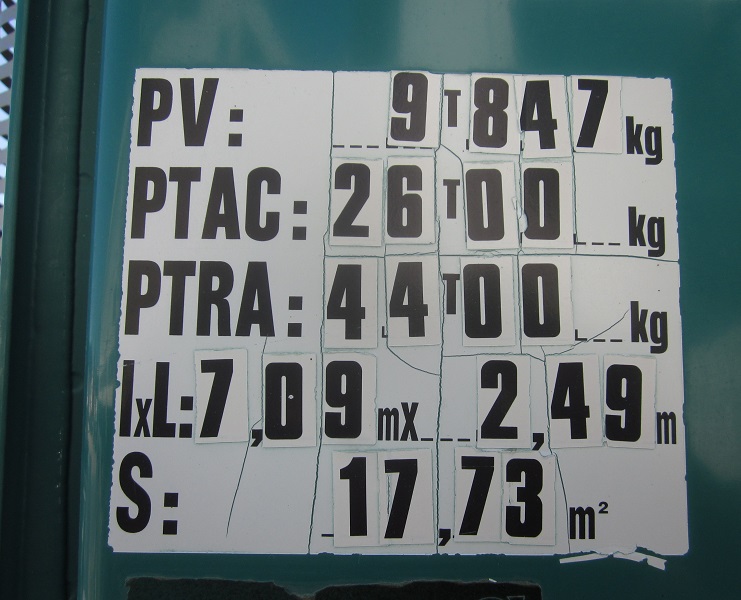 PV: 9 T 847 kg
PTAC: 26 T 00 kg
PTRA: 44 T 00 kg
lxL: 7,09 mX 2,49 m
S: 17,73 m²